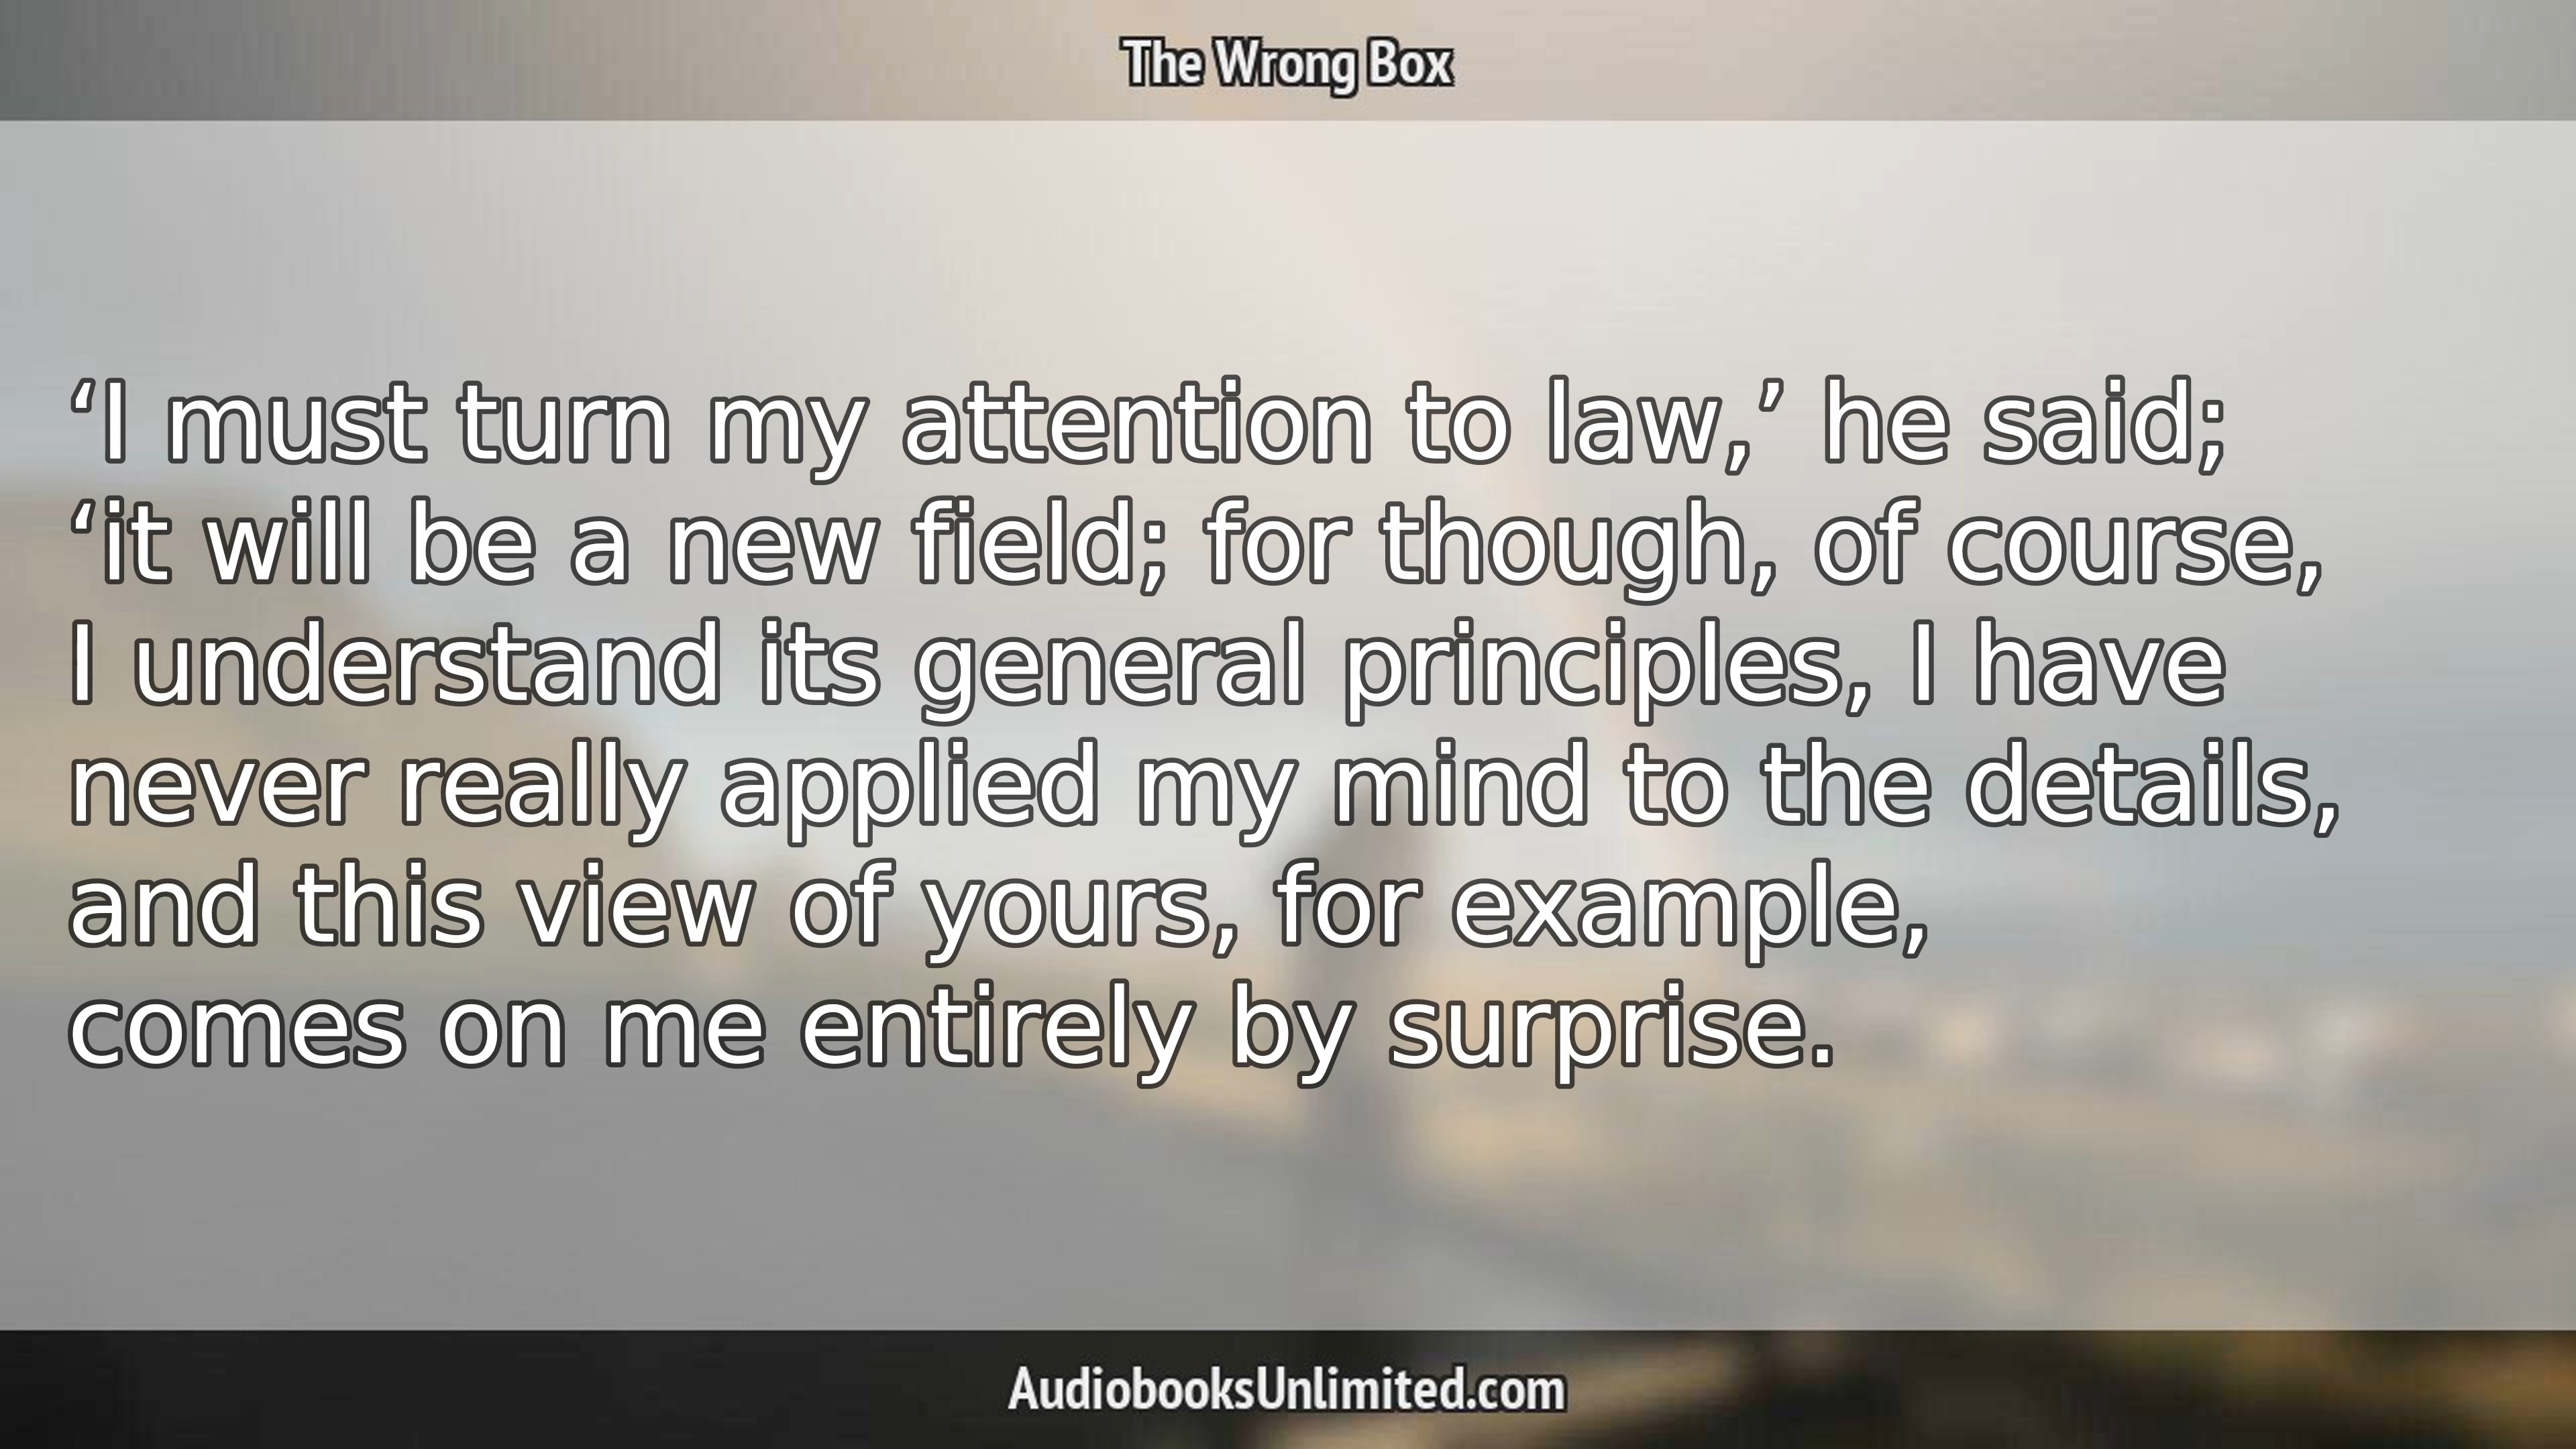 The Wrong Box
‘I must turn my attention to law,’ he said;
‘it will be a new field; for though, of course,
I understand its general principles, I have
never really applied my mind to the details,
and this view of yours, for example,
comes on me entirely by surprise.
AudiobooksUnlimited.com